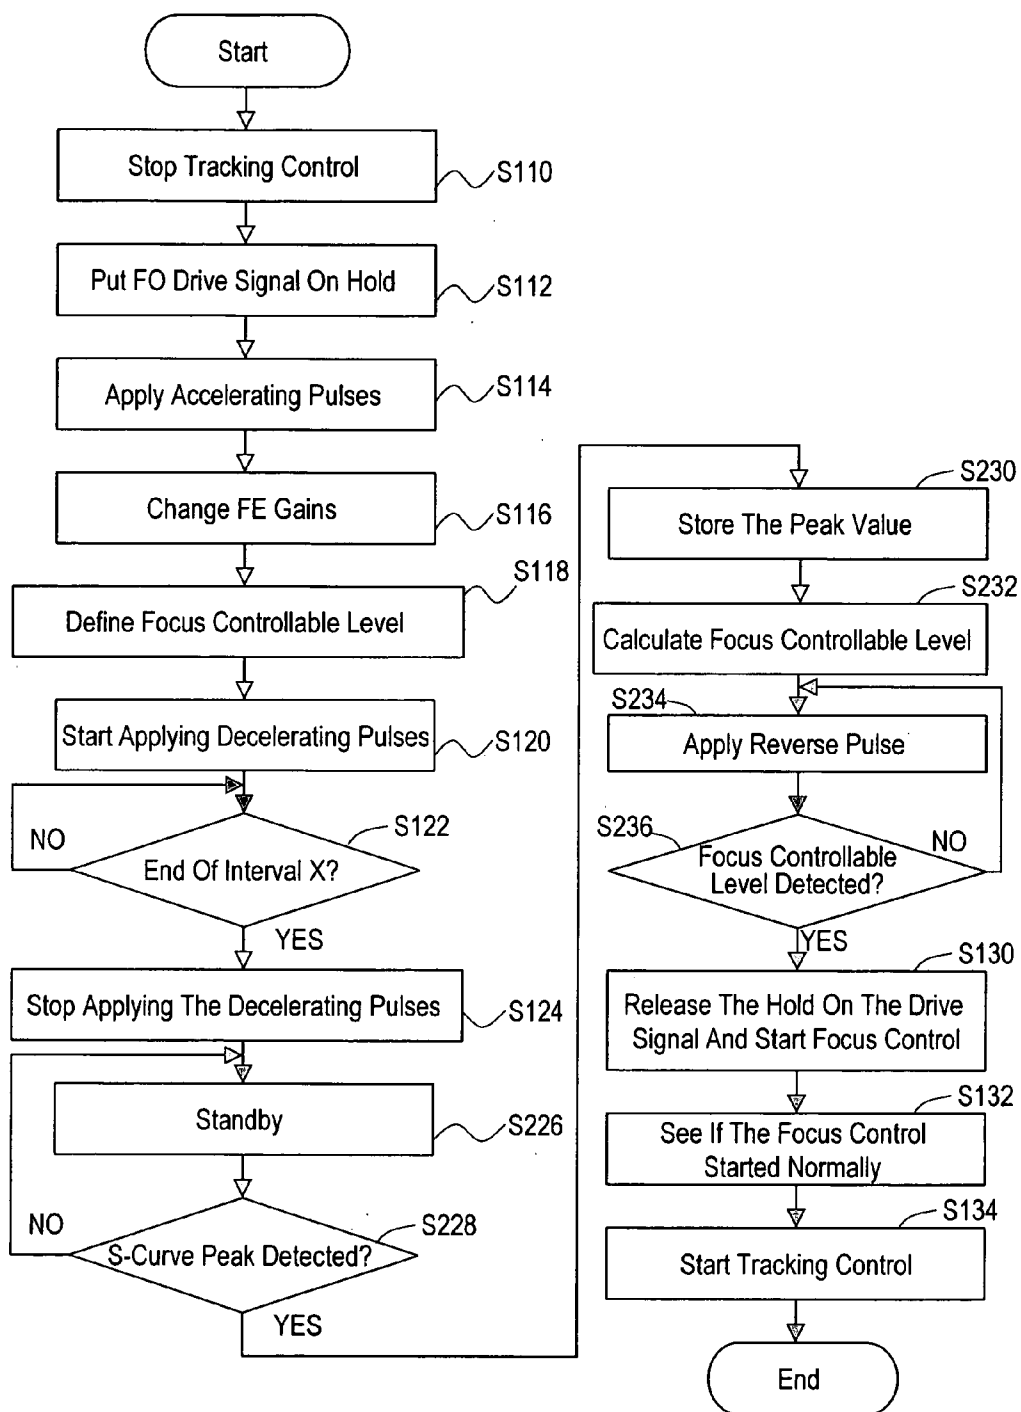 Start
Stop Tracking Control
S110
Put FO Drive Signal On Hold
S112
Apply Accelerating Pulses
S114
Change FE Gains
S116
S118
Define Focus Controllable Level
Start Applying Decelerating Pulses
S120
NO
S122
End Of Interval X?
YES
Stop Applying The Decelerating Pulses
S124
Standby
S226
NO
S228
S-Curve Peak Detected?
YES
S230
Store The Peak Value
S232
Calculate Focus Controllable Level
S234
Apply Reverse Pulse
S236
NO
Focus Controllable
Level Detected?
YES
S130
Release The Hold On The Drive
Signal And Start Focus Control
S132
See If The Focus Control
Started Normally
S134
Start Tracking Control
End